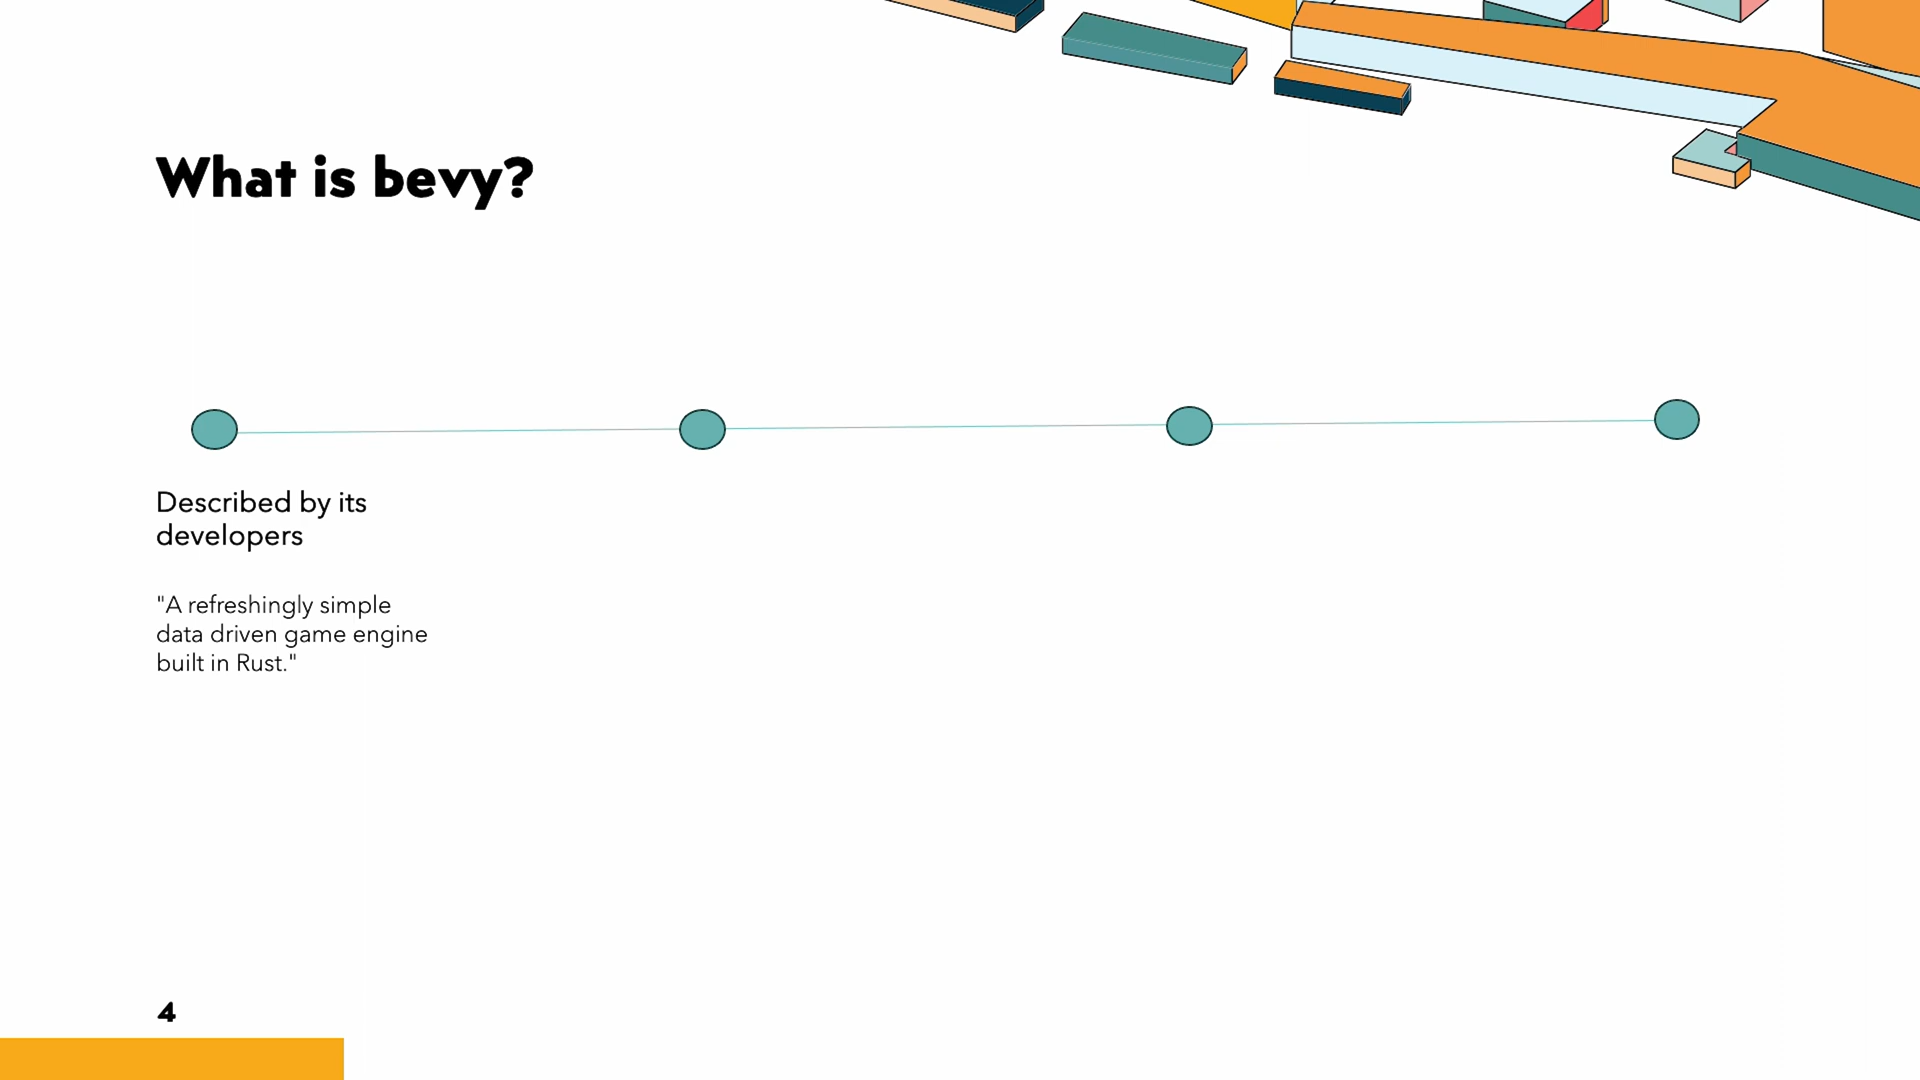 What is bevy?
Described by its
developers
"A refreshingly simple
data driven game engine
built in Rust."
4